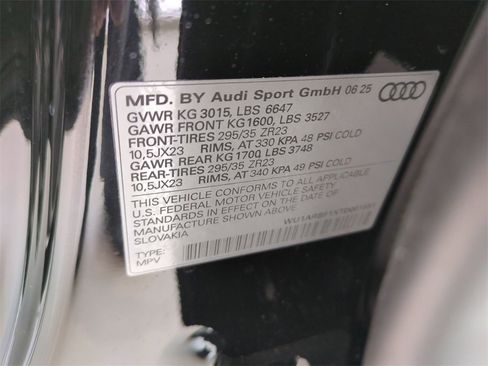 MFD. BY Audi Sport GmbH 06 25
GVWR KG 3015, LBS 6647
GAWR FRONT KG 1600, LBS 3527
FRONT-TIRES 295/35 ZR23
10,5JX23 RIMS, AT 330 KPA 48 PSI COLD
GAWR REAR KG 1700, LBS 3748
REAR-TIRES 295/35 ZR23
10,5JX23 RIMS, AT 340 KPA 49 PSI COLD
THIS VEHICLE CONFORMS TO ALL APPLICABLE
U.S. FEDERAL MOTOR VEHICLE SAFETY
STANDARDS IN EFFECT ON THE DATE OF
MANUFACTURE SHOWN ABOVE.
SLOVAKIA
TYPE:
MPV